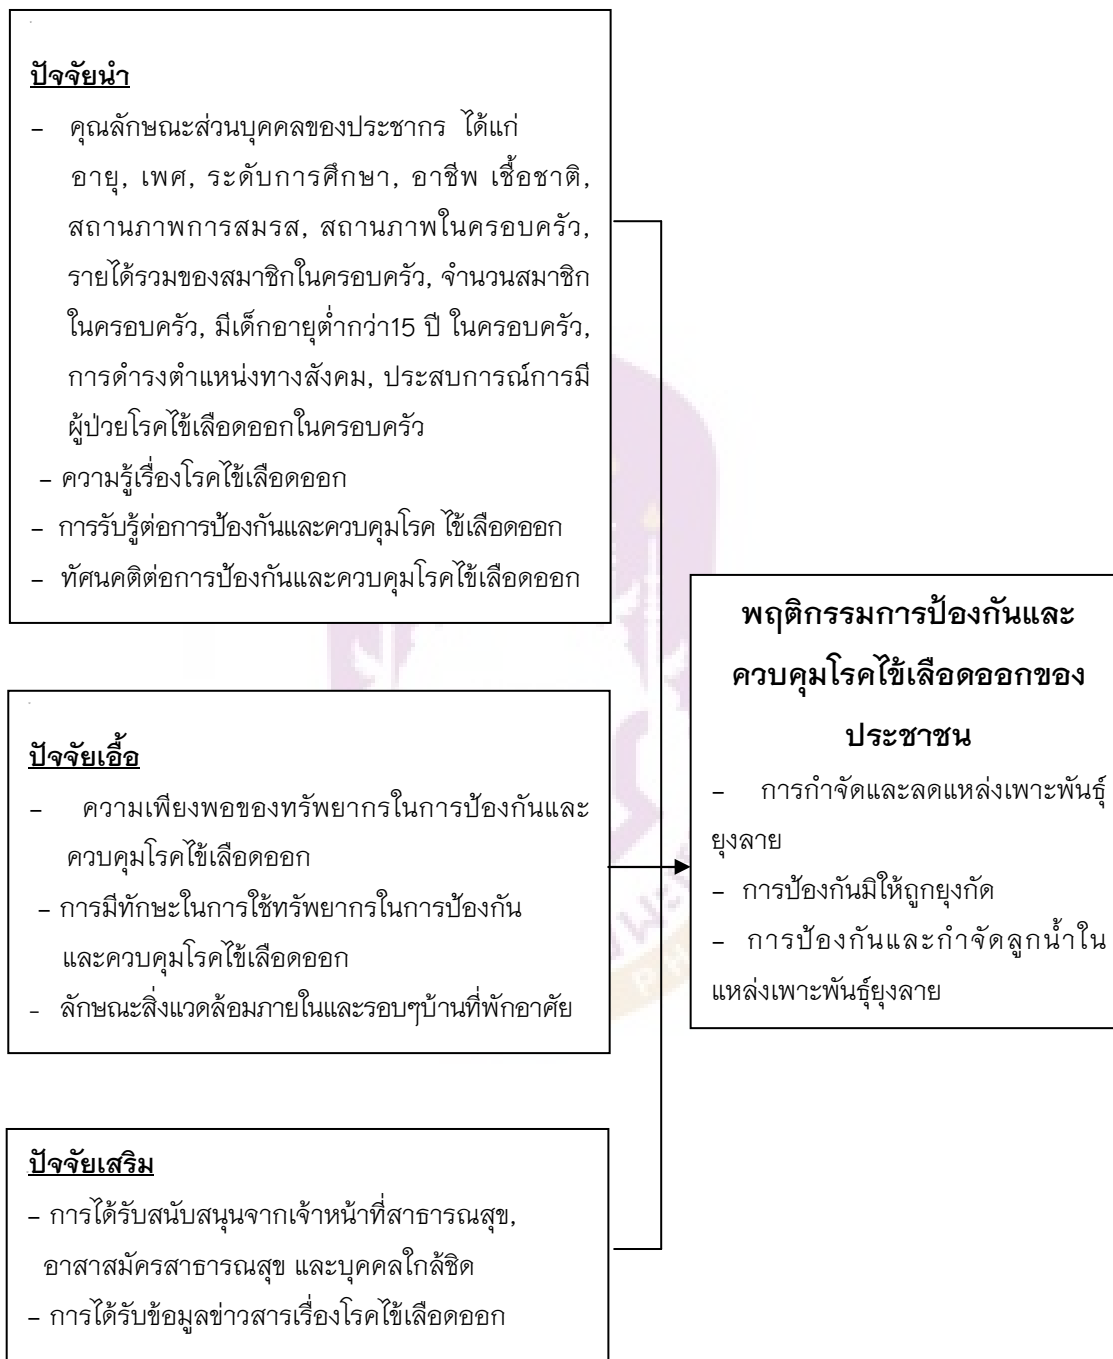 ปัจจัยนำ
- คุณลักษณะส่วนบุคคลของประชากร ได้แก่
อายุ, เพศ, ระดับการศึกษา, อาชีพ เชื้อชาติ,
สถานภาพการสมรส, สถานภาพในครอบครัว,
รายได้รวมของสมาชิกในครอบครัว, จำนวนสมาชิก
ในครอบครัว, มีเด็กอายุต่ำกว่า15 ปี ในครอบครัว,
การดำรงตำแหน่งทางสังคม, ประสบการณ์การมี
ผู้ป่วยโรคไข้เลือดออกในครอบครัว
- ความรู้เรื่องโรคไข้เลือดออก
- การรับรู้ต่อการป้องกันและควบคุมโรค ไข้เลือดออก
- ทัศนคติต่อการป้องกันและควบคุมโรคไข้เลือดออก
ปัจจัยเอื้อ
- ความเพียงพอของทรัพยากรในการป้องกันและ
ควบคุมโรคไข้เลือดออก
- การมีทักษะในการใช้ทรัพยากรในการป้องกัน
และควบคุมโรคไข้เลือดออก
- ลักษณะสิ่งแวดล้อมภายในและรอบๆบ้านที่พักอาศัย
ปัจจัยเสริม
- การได้รับสนับสนุนจากเจ้าหน้าที่สาธารณสุข,
อาสาสมัครสาธารณสุข และบุคคลใกล้ชิด
- การได้รับข้อมูลข่าวสารเรื่องโรคไข้เลือดออก
พฤติกรรมการป้องกันและ
ควบคุมโรคไข้เลือดออกของ
ประชาชน
- การกำจัดและลดแหล่งเพาะพันธุ์
ยุงลาย
- การป้องกันมิให้ถูกยุงกัด
- การป้องกันและกำจัดลูกน้ำใน
แหล่งเพาะพันธุ์ยุงลาย